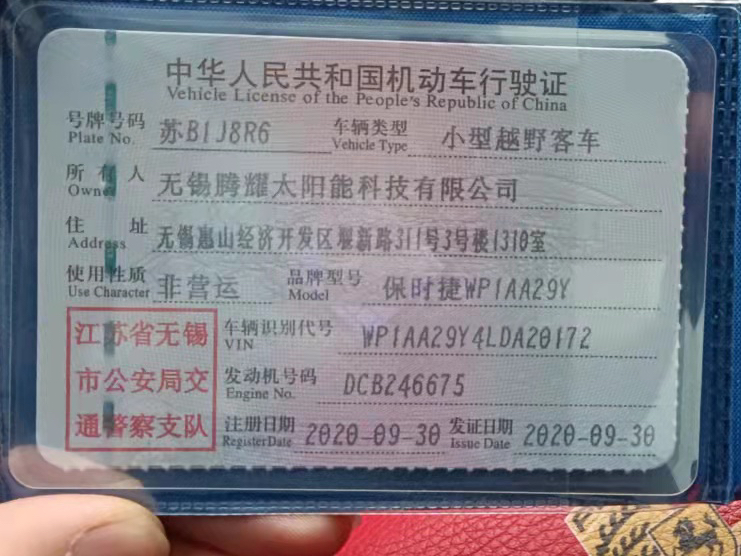 中华人民共和国机动车行驶证
Vehicle License of the People's Republic of China
号牌号码 苏B1J8R6 车辆类型 小型越野客车
Plate No. Vehicle Type
所有人 无锡腾耀太阳能科技有限公司
Owner
住址 无锡惠山经济开发区堰新路311号3号楼1310室
Address
使用性质 非营运 品牌型号 保时捷WP1AA29Y
Use Character Model
江苏省无锡
市公安局交
通警察支队
车辆识别代号 WP1AA29Y4LDA20172
VIN
发动机号码 DCB246675
Engine No.
注册日期 2020-09-30 发证日期 2020-09-30
Register Date Issue Date